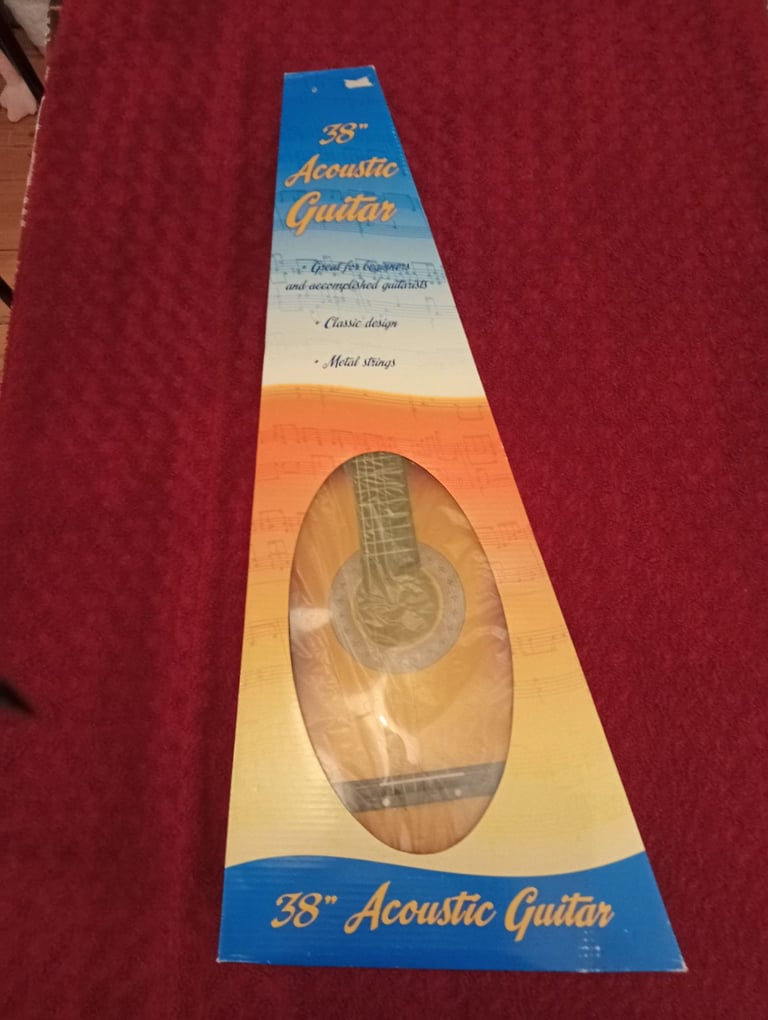 38"
Acoustic
Guitar
• Great for beginners
and accomplished guitarists
• Classic design
• Metal strings
38" Acoustic Guitar